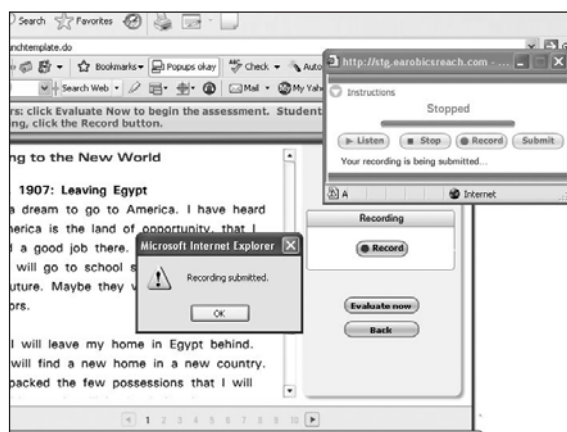 Search Favorites
nchtemplate.do
Bookmarks Popups okay Check Auto
Search Web Mail My Yah
rs: click Evaluate Now to begin the assessment. Student
ng, click the Record button.
http://stg.earobicsreach.com - ...
Instructions
Stopped
Listen Stop Record Submit
Your recording is being submitted...
A Internet
ng to the New World
1907: Leaving Egypt
a dream to go to America. I have heard
nerica is the land of opportunity, that I
d a good job there.
will go to school s
uture. Maybe they v
ors.
I will leave my home in Egypt behind.
will find a new home in a new country.
packed the few possessions that I will
Microsoft Internet Explorer
Recording submitted.
OK
Recording
Record
Evaluate now
Back
1 2 3 4 5 6 7 8 9 10